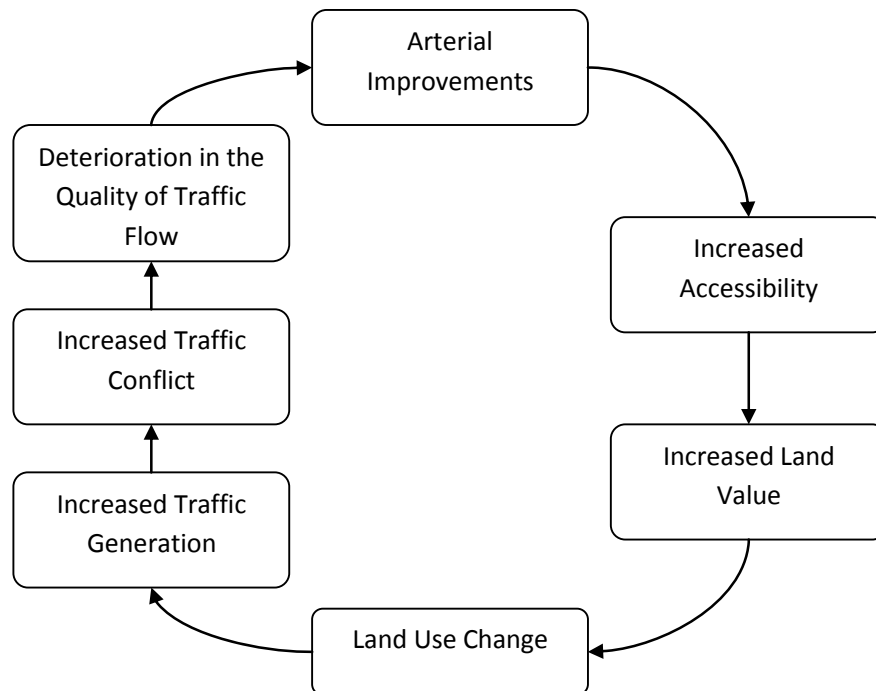 Arterial
Improvements
Increased
Accessibility
Increased Land
Value
Land Use Change
Increased Traffic
Generation
Increased Traffic
Conflict
Deterioration in the
Quality of Traffic
Flow